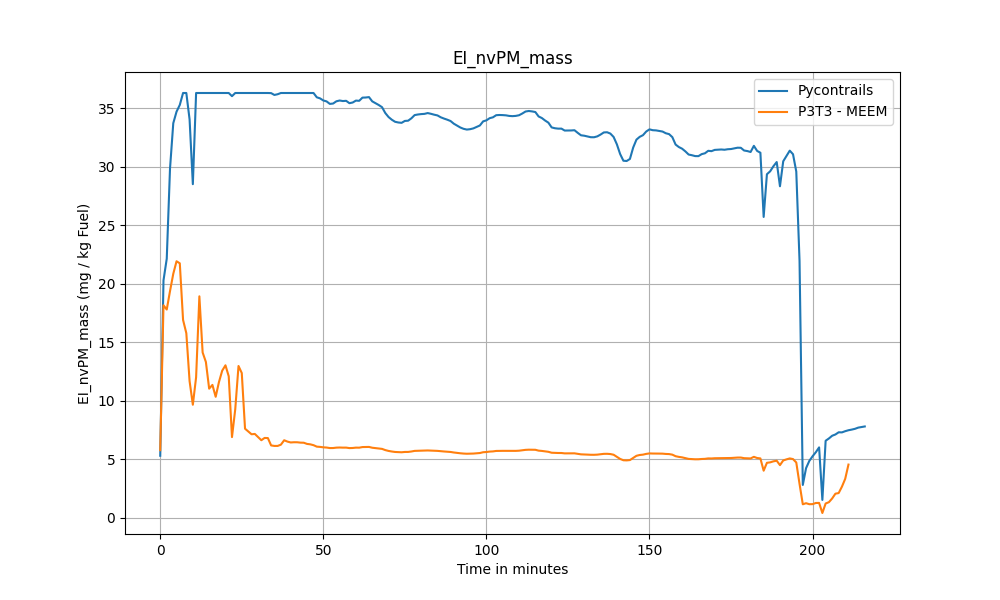 EI_nvPM_mass
Pycontrails
P3T3 - MEEM
EI_nvPM_mass (mg / kg Fuel)
35
30
25
20
15
10
5
0
0 50 100 150 200
Time in minutes